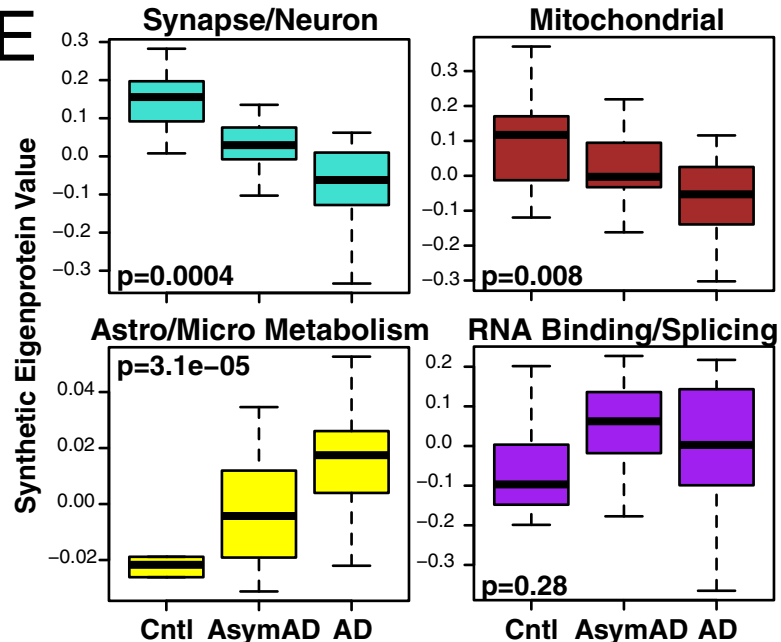 E
Synapse/Neuron
Mitochondrial
Synthetic Eigenprotein Value
0.3
0.2
0.1
0.0
−0.1
−0.2
−0.3
p=0.0004
0.3
0.2
0.1
0.0
−0.1
−0.2
−0.3
p=0.008
Astro/Micro Metabolism
RNA Binding/Splicing
p=3.1e−05
0.04
0.02
0.00
−0.02
0.2
0.1
0.0
−0.1
−0.2
−0.3
p=0.28
Cntl AsymAD AD
Cntl AsymAD AD